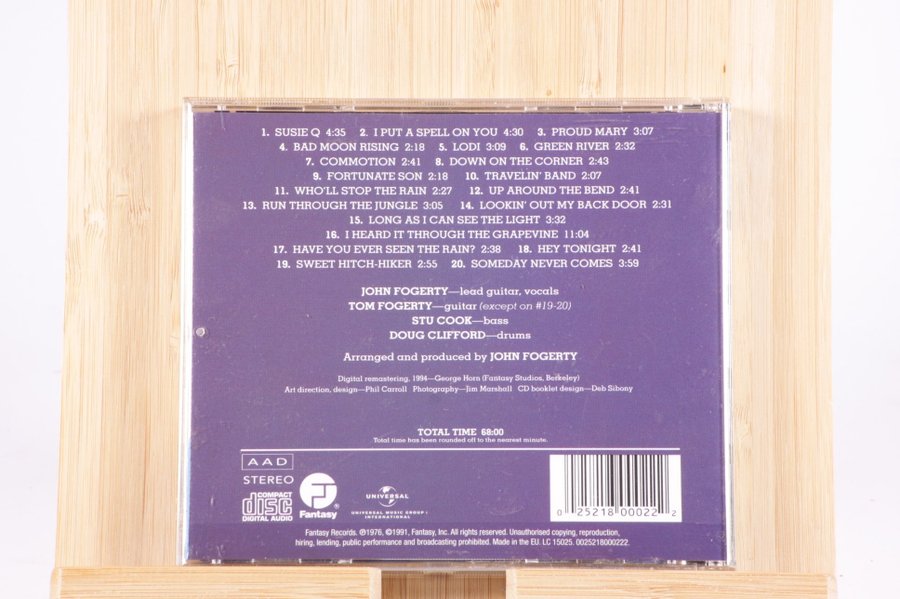 1. SUSIE Q 4:35 2. I PUT A SPELL ON YOU 4:30 3. PROUD MARY 3:07
4. BAD MOON RISING 2:18 5. LODI 3:09 6. GREEN RIVER 2:32
7. COMMOTION 2:41 8. DOWN ON THE CORNER 2:43
9. FORTUNATE SON 2:18 10. TRAVELIN' BAND 2:07
11. WHO'LL STOP THE RAIN 2:27 12. UP AROUND THE BEND 2:41
13. RUN THROUGH THE JUNGLE 3:05 14. LOOKIN' OUT MY BACK DOOR 2:31
15. LONG AS I CAN SEE THE LIGHT 3:32
16. I HEARD IT THROUGH THE GRAPEVINE 11:04
17. HAVE YOU EVER SEEN THE RAIN? 2:38 18. HEY TONIGHT 2:41
19. SWEET HITCH-HIKER 2:55 20. SOMEDAY NEVER COMES 3:59
JOHN FOGERTY—lead guitar, vocals
TOM FOGERTY—guitar (except on #19-20)
STU COOK—bass
DOUG CLIFFORD—drums
Arranged and produced by JOHN FOGERTY
Digital remastering, 1994—George Horn (Fantasy Studios, Berkeley)
Art direction, design—Phil Carroll Photography—Jim Marshall CD booklet design—Deb Sibony
TOTAL TIME 68:00
Total time has been rounded off to the nearest minute.
AAD
STEREO
COMPACT
disc
DIGITAL AUDIO
Fantasy®
UNIVERSAL
UNIVERSAL MUSIC GROUP
INTERNATIONAL
0 25218 00022 2
Fantasy Records. ℗1976, ©1991, Fantasy, Inc. All rights reserved. Unauthorised copying, reproduction,
hiring, lending, public performance and broadcasting prohibited. Made in the EU. LC 15025. 0025218000222.